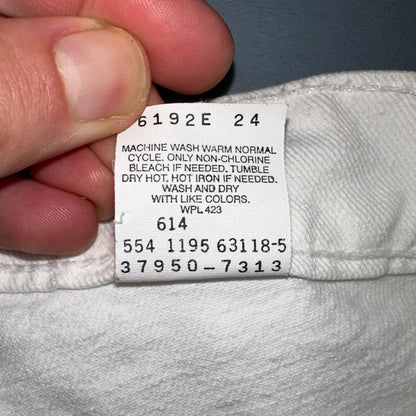 6192E 24
MACHINE WASH WARM NORMAL
CYCLE. ONLY NON-CHLORINE
BLEACH IF NEEDED. TUMBLE
DRY HOT. HOT IRON IF NEEDED.
WASH AND DRY
WITH LIKE COLORS.
WPL 423
614
554 1195 63118-5
37950-7313